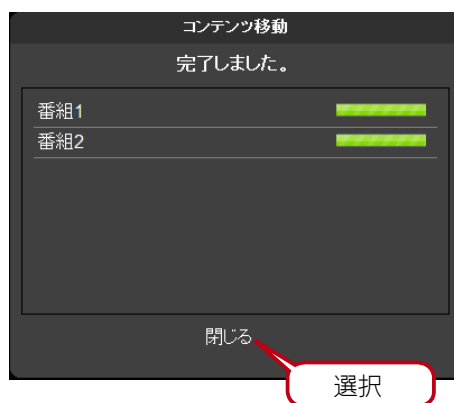 コンテンツ移動
完了しました。
番組1
番組2
閉じる
選択